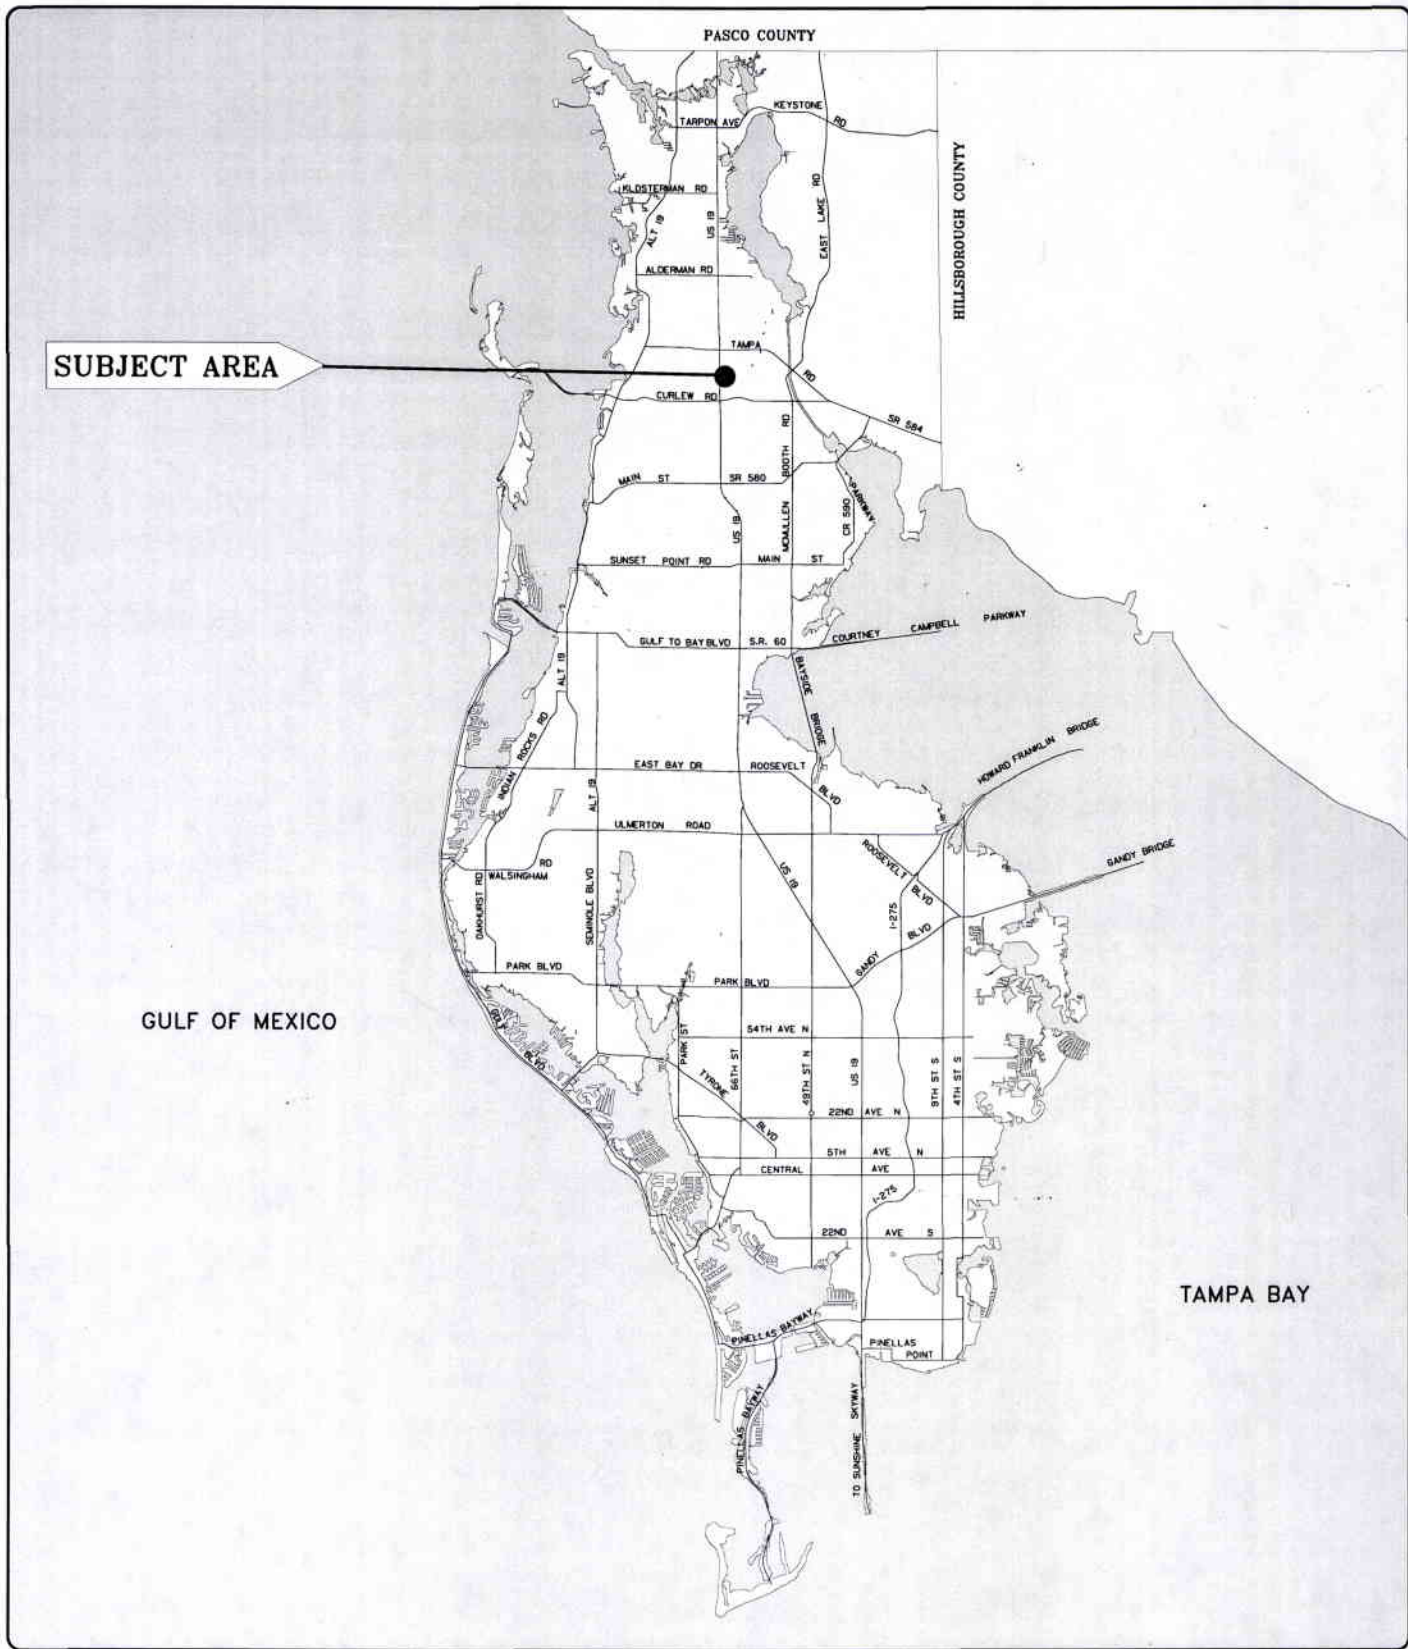 PASCO COUNTY
KEYSTONE
RD
TARPON AVE
HILLSBOROUGH COUNTY
KLOSTERMAN RD
EAST LAKE RD
ALT 19
US 19
ALDERMAN RD
TAMPA
RD
SUBJECT AREA
CURLEW RD
SR 584
MCMULLEN BOOTH RD
MAIN ST
SR 580
PARKWAY
CR 590
US 19
SUNSET POINT RD
MAIN ST
COURTNEY CAMPBELL PARKWAY
GULF TO BAY BLVD
S.R. 60
ALT 19
BAYSIDE BRIDGE
INDIAN ROCKS RD
HOWARD FRANKLIN BRIDGE
EAST BAY DR
ROOSEVELT
BLVD
ALT 19
ULMERTON ROAD
RD
WALSINGHAM
ROOSEVELT BLVD
GANDY BRIDGE
US 19
OAKHURST RD
SEMINOLE BLVD
I-275
GANDY BLVD
PARK BLVD
PARK BLVD
GULF OF MEXICO
GULF BLVD
54TH AVE N
PARK ST
66TH ST
49TH ST N
US 19
9TH ST S
4TH ST S
TYRONE
BLVD
22ND AVE N
5TH AVE N
CENTRAL AVE
I-275
22ND AVE S
TAMPA BAY
PINELLAS BAYWAY
PINELLAS
POINT
PINELLAS BAYWAY
TO SUNSHINE SKYWAY